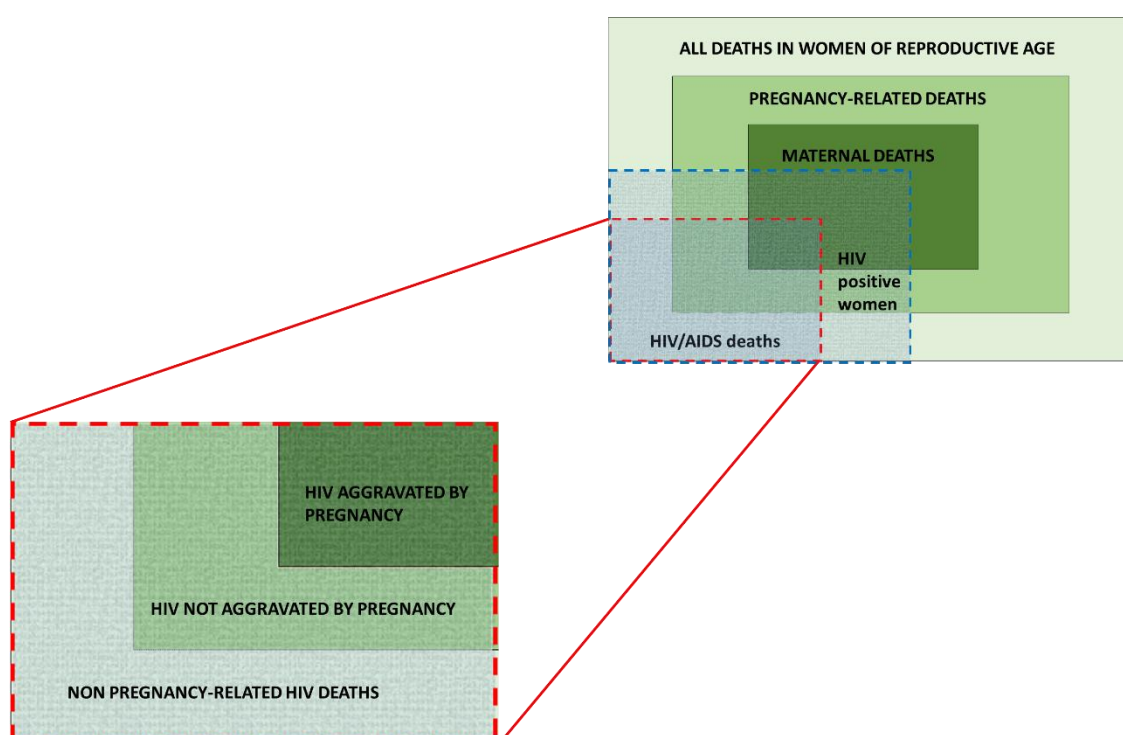 ALL DEATHS IN WOMEN OF REPRODUCTIVE AGE
PREGNANCY-RELATED DEATHS
MATERNAL DEATHS
HIV
positive
women
HIV/AIDS deaths
HIV AGGRAVATED BY
PREGNANCY
HIV NOT AGGRAVATED BY PREGNANCY
NON PREGNANCY-RELATED HIV DEATHS